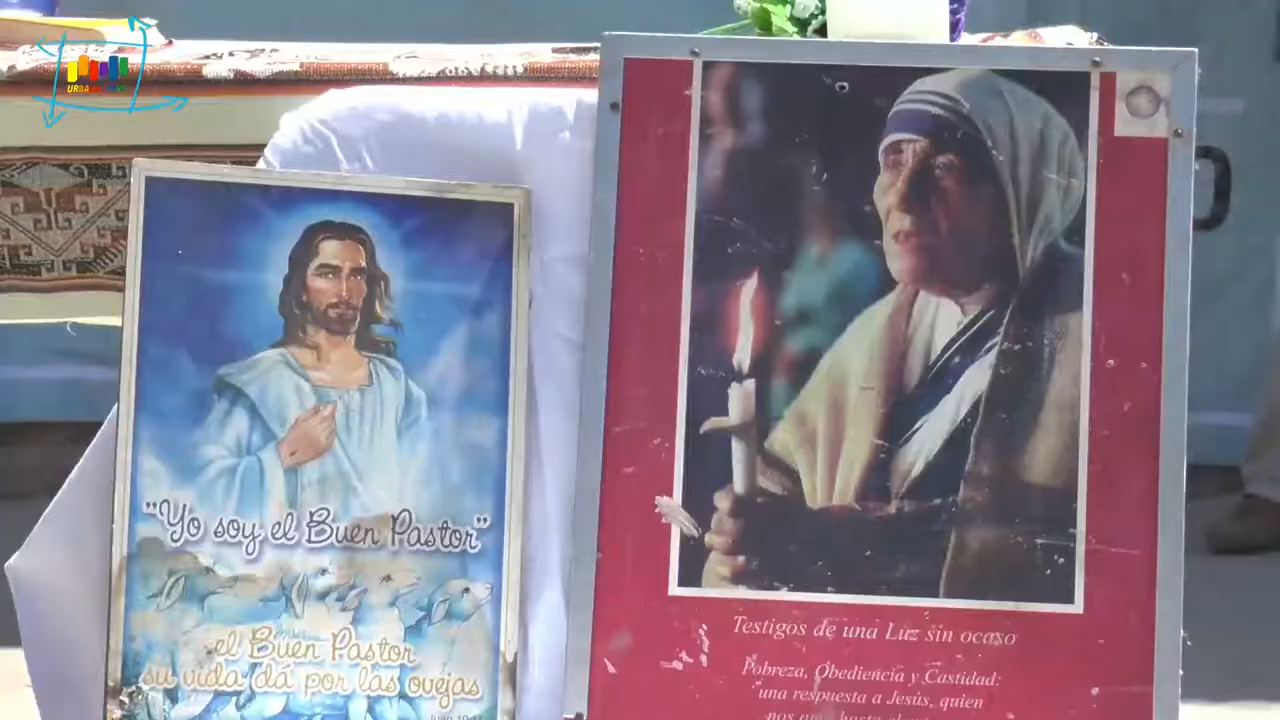 "Yo soy el Buen Pastor"
el Buen Pastor
su vida dá por las ovejas
Testigos de una Luz sin ocaso
Pobreza, Obediencia y Castidad:
una respuesta a Jesús, quien
nos